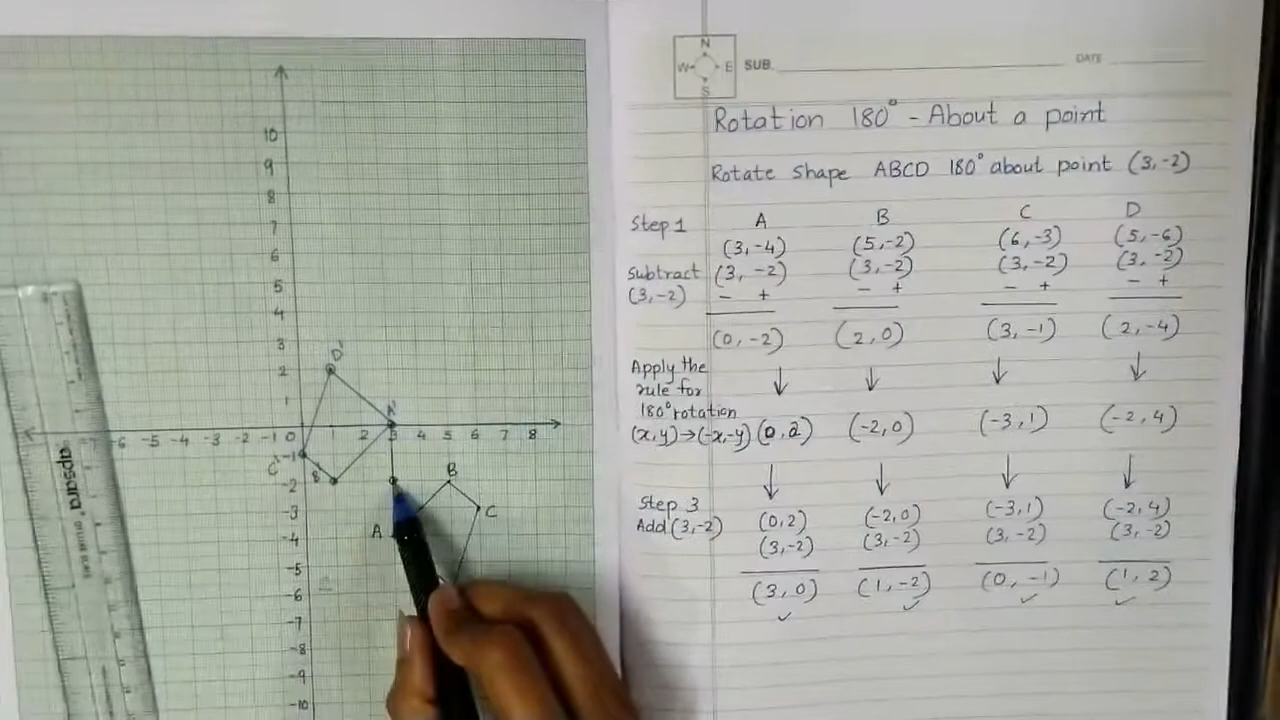 N
W E
S
SUB.
DATE
Rotation 180° - About a point
Rotate Shape ABCD 180° about point (3,-2)
Step 1 A B C D
(3,-4) (5,-2) (6,-3) (5,-6)
Subtract (3,-2) (3,-2) (3,-2) (3,-2)
(3,-2) - + - + - + - +
(0,-2) (2,0) (3,-1) (2,-4)
Apply the
rule for
180° rotation
(x,y)→(-x,-y) (0,2) (-2,0) (-3,1) (-2,4)
Step 3 (0,2) (-2,0) (-3,1) (-2,4)
Add (3,-2) (3,-2) (3,-2) (3,-2) (3,-2)
(3,0) (1,-2) (0,-1) (1,2)
10
9
8
7
6
5
4
3
D'
2
1
A'
-7 -6 -5 -4 -3 -2 -1 0 2 3 4 5 6 7 8
C' -1
B
B'
-2
-3 C
A -4
-5
-6
-7
-8
-9
-10
apsara